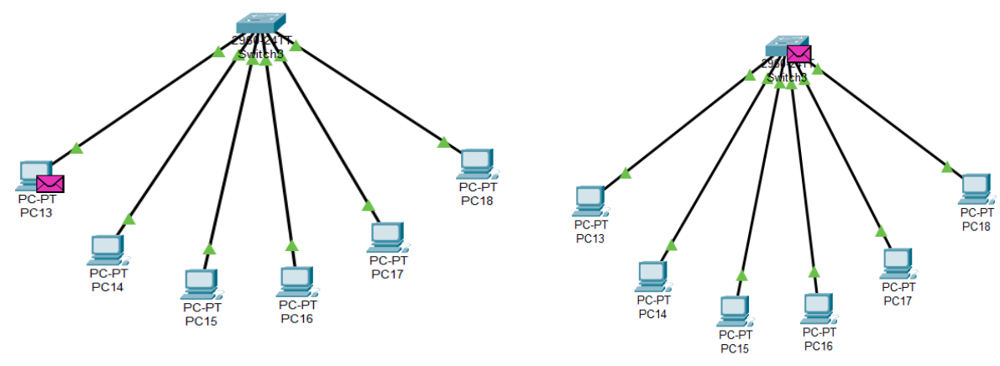 2960-24TT
Switch3
PC-PT
PC13
PC-PT
PC14
PC-PT
PC15
PC-PT
PC16
PC-PT
PC17
PC-PT
PC18
2960-24TT
Switch3
PC-PT
PC13
PC-PT
PC14
PC-PT
PC15
PC-PT
PC16
PC-PT
PC17
PC-PT
PC18